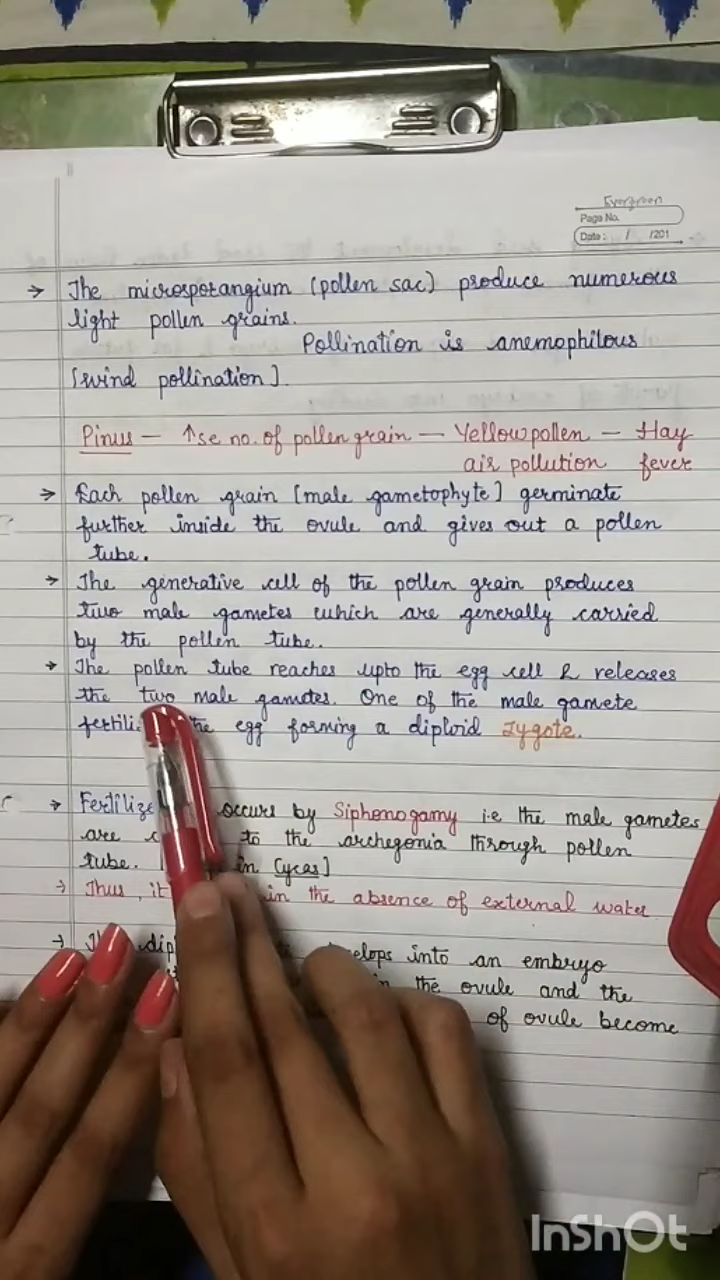 Evergreen
Page No.
Date: / /201
→ The microspotangium (pollen sac) produce numerous
light pollen grains.
Pollination is anemophilous
[wind pollination].
Pinus — ↑se no. of pollen grain — Yellow pollen — Hay
air pollution fever
→ Each pollen grain [male gametophyte] germinate
further inside the ovule and gives out a pollen
tube.
→ The generative cell of the pollen grain produces
two male gametes which are generally carried
by the pollen tube.
→ The pollen tube reaches upto the egg cell & releases
the two male gametes. One of the male gamete
fertili the egg forming a diploid zygote.
→ Fertilize occurs by Siphonogamy i.e the male gametes
are to the archegonia through pollen
tube. in Cycas]
→ Thus, it in the absence of external water
→ dip elops into an embryo
the ovule and the
of ovule become
InShOt